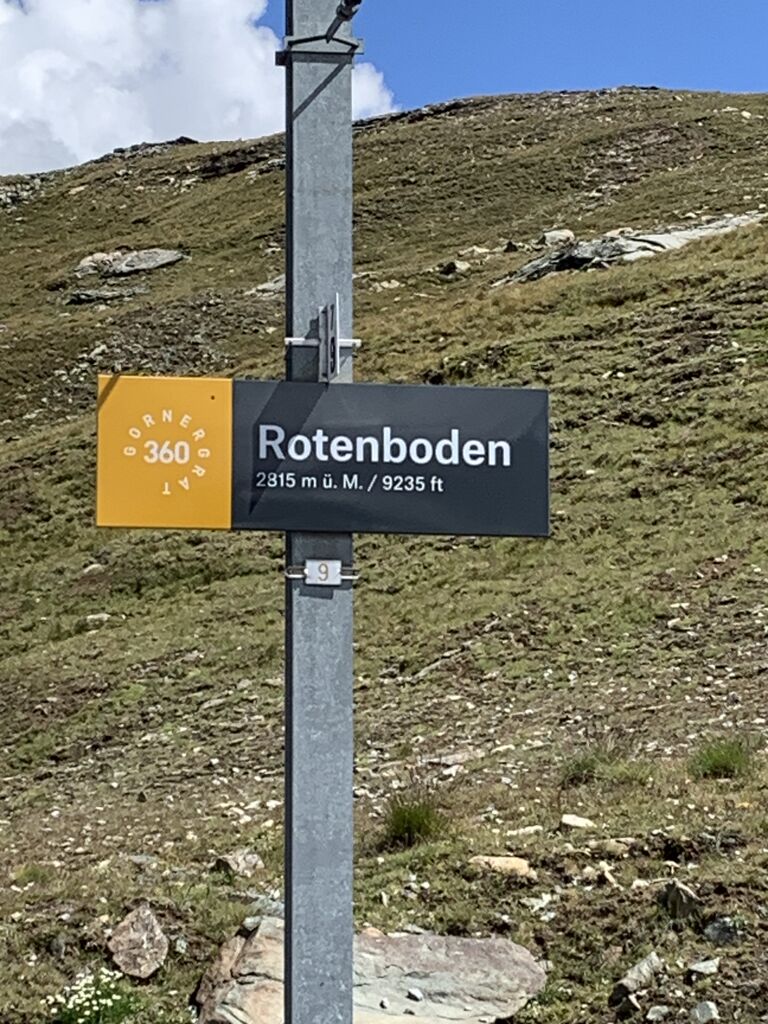 GORNERGRAT
360
Rotenboden
2815 m ü. M. / 9235 ft
9